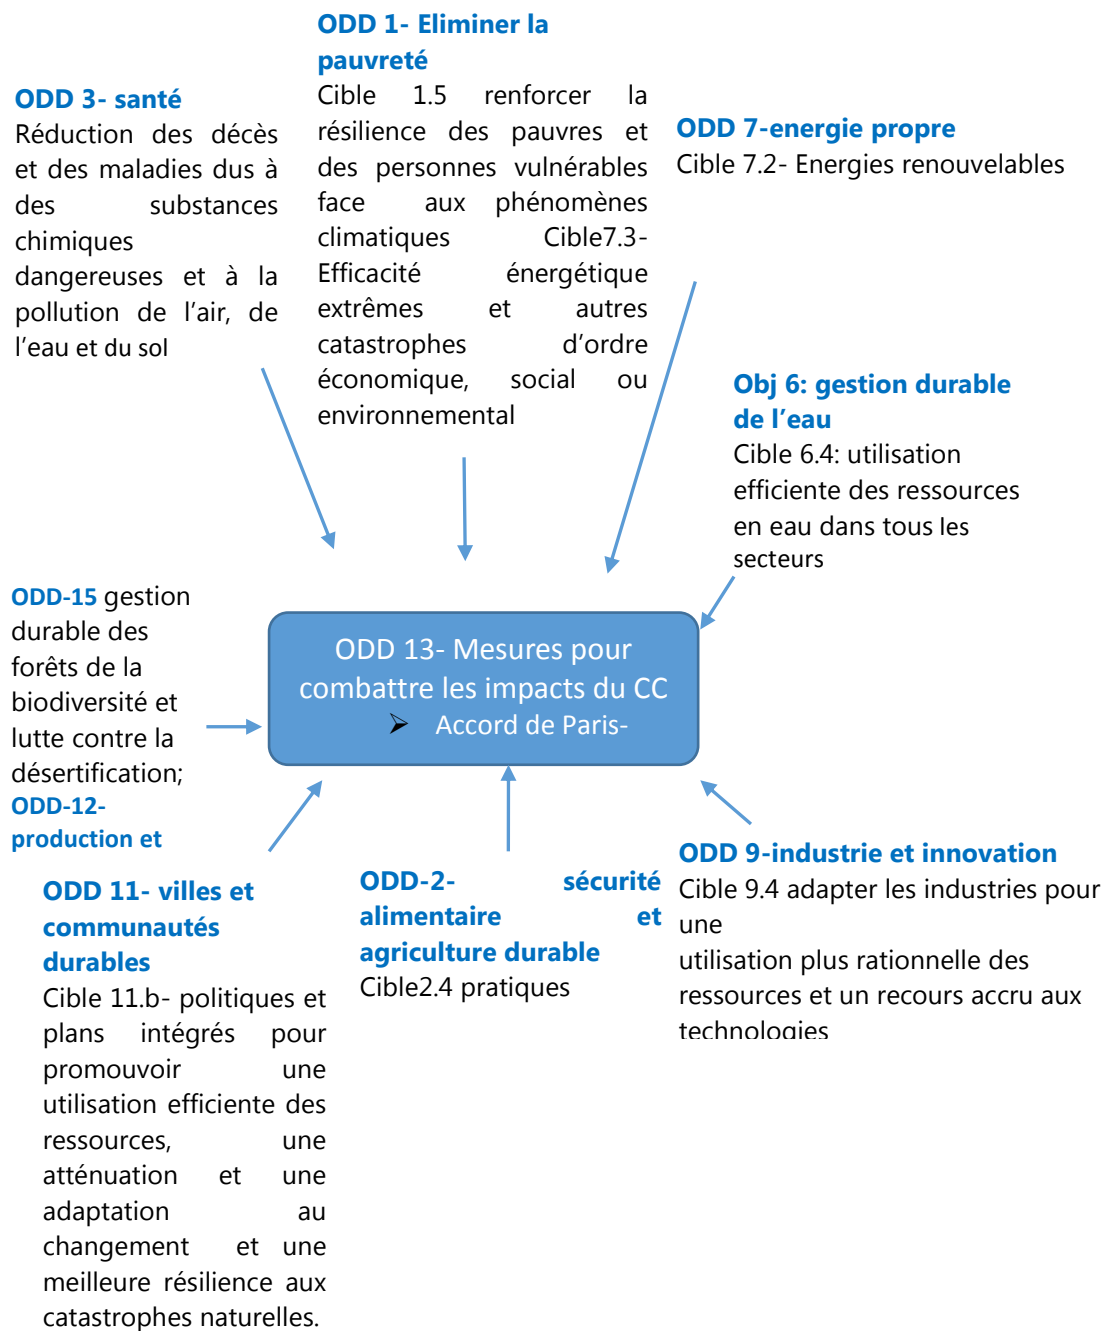 ODD 1- Eliminer la
pauvreté
Cible 1.5 renforcer la
résilience des pauvres et
des personnes vulnérables
face aux phénomènes
climatiques Cible7.3-
Efficacité énergétique
extrêmes et autres
catastrophes d’ordre
économique, social ou
environnemental
ODD 3- santé
Réduction des décès
et des maladies dus à
des substances
chimiques
dangereuses et à la
pollution de l’air, de
l’eau et du sol
ODD 7-energie propre
Cible 7.2- Energies renouvelables
Obj 6: gestion durable
de l’eau
Cible 6.4: utilisation
efficiente des ressources
en eau dans tous les
secteurs
ODD-15 gestion
durable des
forêts de la
biodiversité et
lutte contre la
désertification;
ODD-12-
production et
ODD 13- Mesures pour
combattre les impacts du CC
➢ Accord de Paris-
ODD 11- villes et
communautés
durables
Cible 11.b- politiques et
plans intégrés pour
promouvoir une
utilisation efficiente des
ressources, une
atténuation et une
adaptation au
changement et une
meilleure résilience aux
catastrophes naturelles.
ODD-2- sécurité
alimentaire et
agriculture durable
Cible2.4 pratiques
ODD 9-industrie et innovation
Cible 9.4 adapter les industries pour
une
utilisation plus rationnelle des
ressources et un recours accru aux
technologies